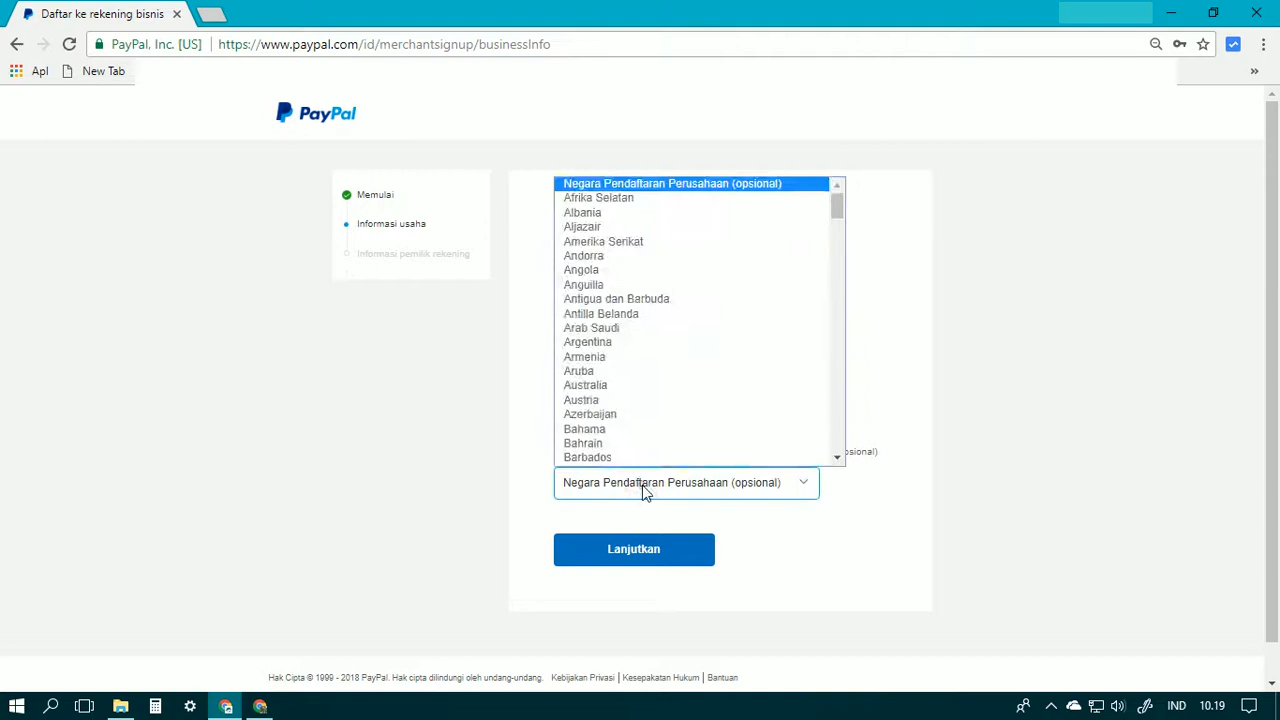 Daftar ke rekening bisnis
PayPal, Inc. [US]
https://www.paypal.com/id/merchantsignup/businessInfo
Apl
New Tab
»
PayPal
Memulai
Informasi usaha
Informasi pemilik rekening
Negara Pendaftaran Perusahaan (opsional)
Afrika Selatan
Albania
Aljazair
Amerika Serikat
Andorra
Angola
Anguilla
Antigua dan Barbuda
Antilla Belanda
Arab Saudi
Argentina
Armenia
Aruba
Australia
Austria
Azerbaijan
Bahama
Bahrain
Barbados
Negara Pendaftaran Perusahaan (opsional)
Lanjutkan
Hak Cipta © 1999 - 2018 PayPal. Hak cipta dilindungi oleh undang-undang. Kebijakan Privasi | Kesepakatan Hukum | Bantuan
IND
10.19